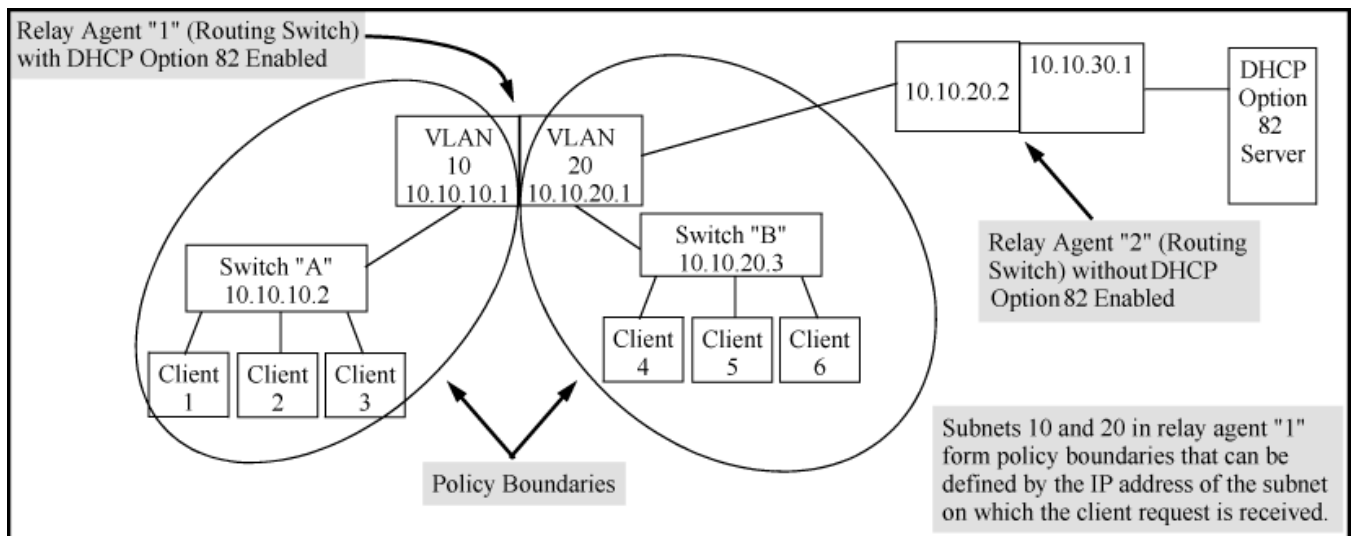 Relay Agent "1" (Routing Switch)
with DHCP Option 82 Enabled
VLAN
10
10.10.10.1
VLAN
20
10.10.20.1
10.10.20.2
10.10.30.1
DHCP
Option
82
Server
Switch "A"
10.10.10.2
Switch "B"
10.10.20.3
Relay Agent "2" (Routing
Switch) without DHCP
Option 82 Enabled
Client
1
Client
2
Client
3
Client
4
Client
5
Client
6
Policy Boundaries
Subnets 10 and 20 in relay agent "1"
form policy boundaries that can be
defined by the IP address of the subnet
on which the client request is received.